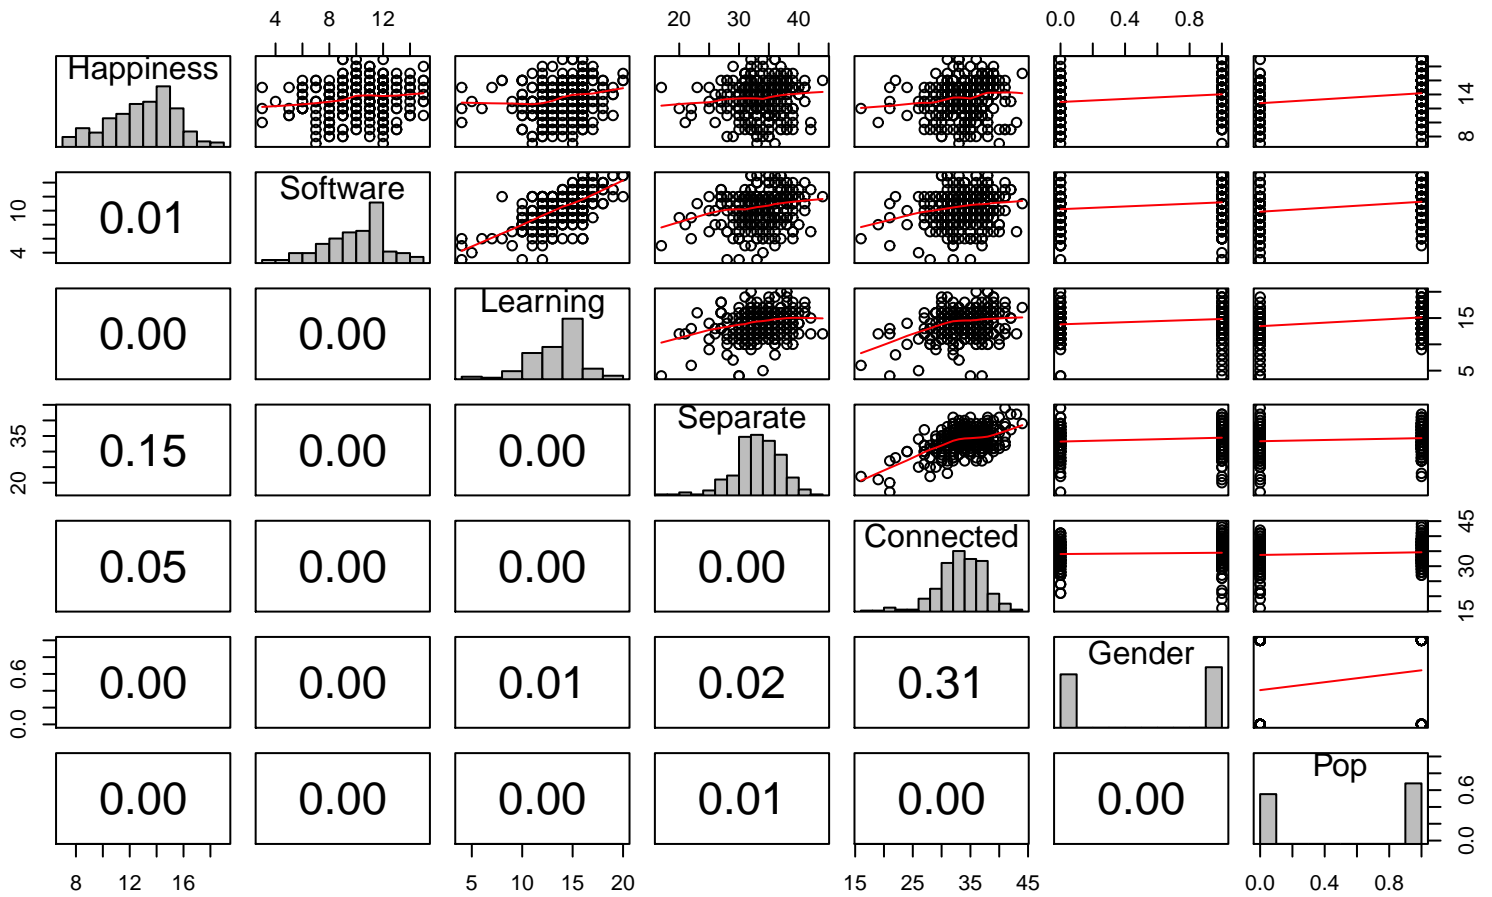 4 12 20 30 40 0.0 0.4 0.8
Happiness 8 14
4 10 0.01 Software
0.00 0.00 Learning 5 15
20 35 0.15 0.00 0.00 Separate
0.05 0.00 0.00 0.00 Connected 15 30 45
0.0 0.6 0.00 0.00 0.01 0.02 0.31 Gender
0.00 0.00 0.00 0.01 0.00 0.00 Pop 0.0 0.6
8 12 16 5 10 15 20 15 25 35 45 0.0 0.4 0.8